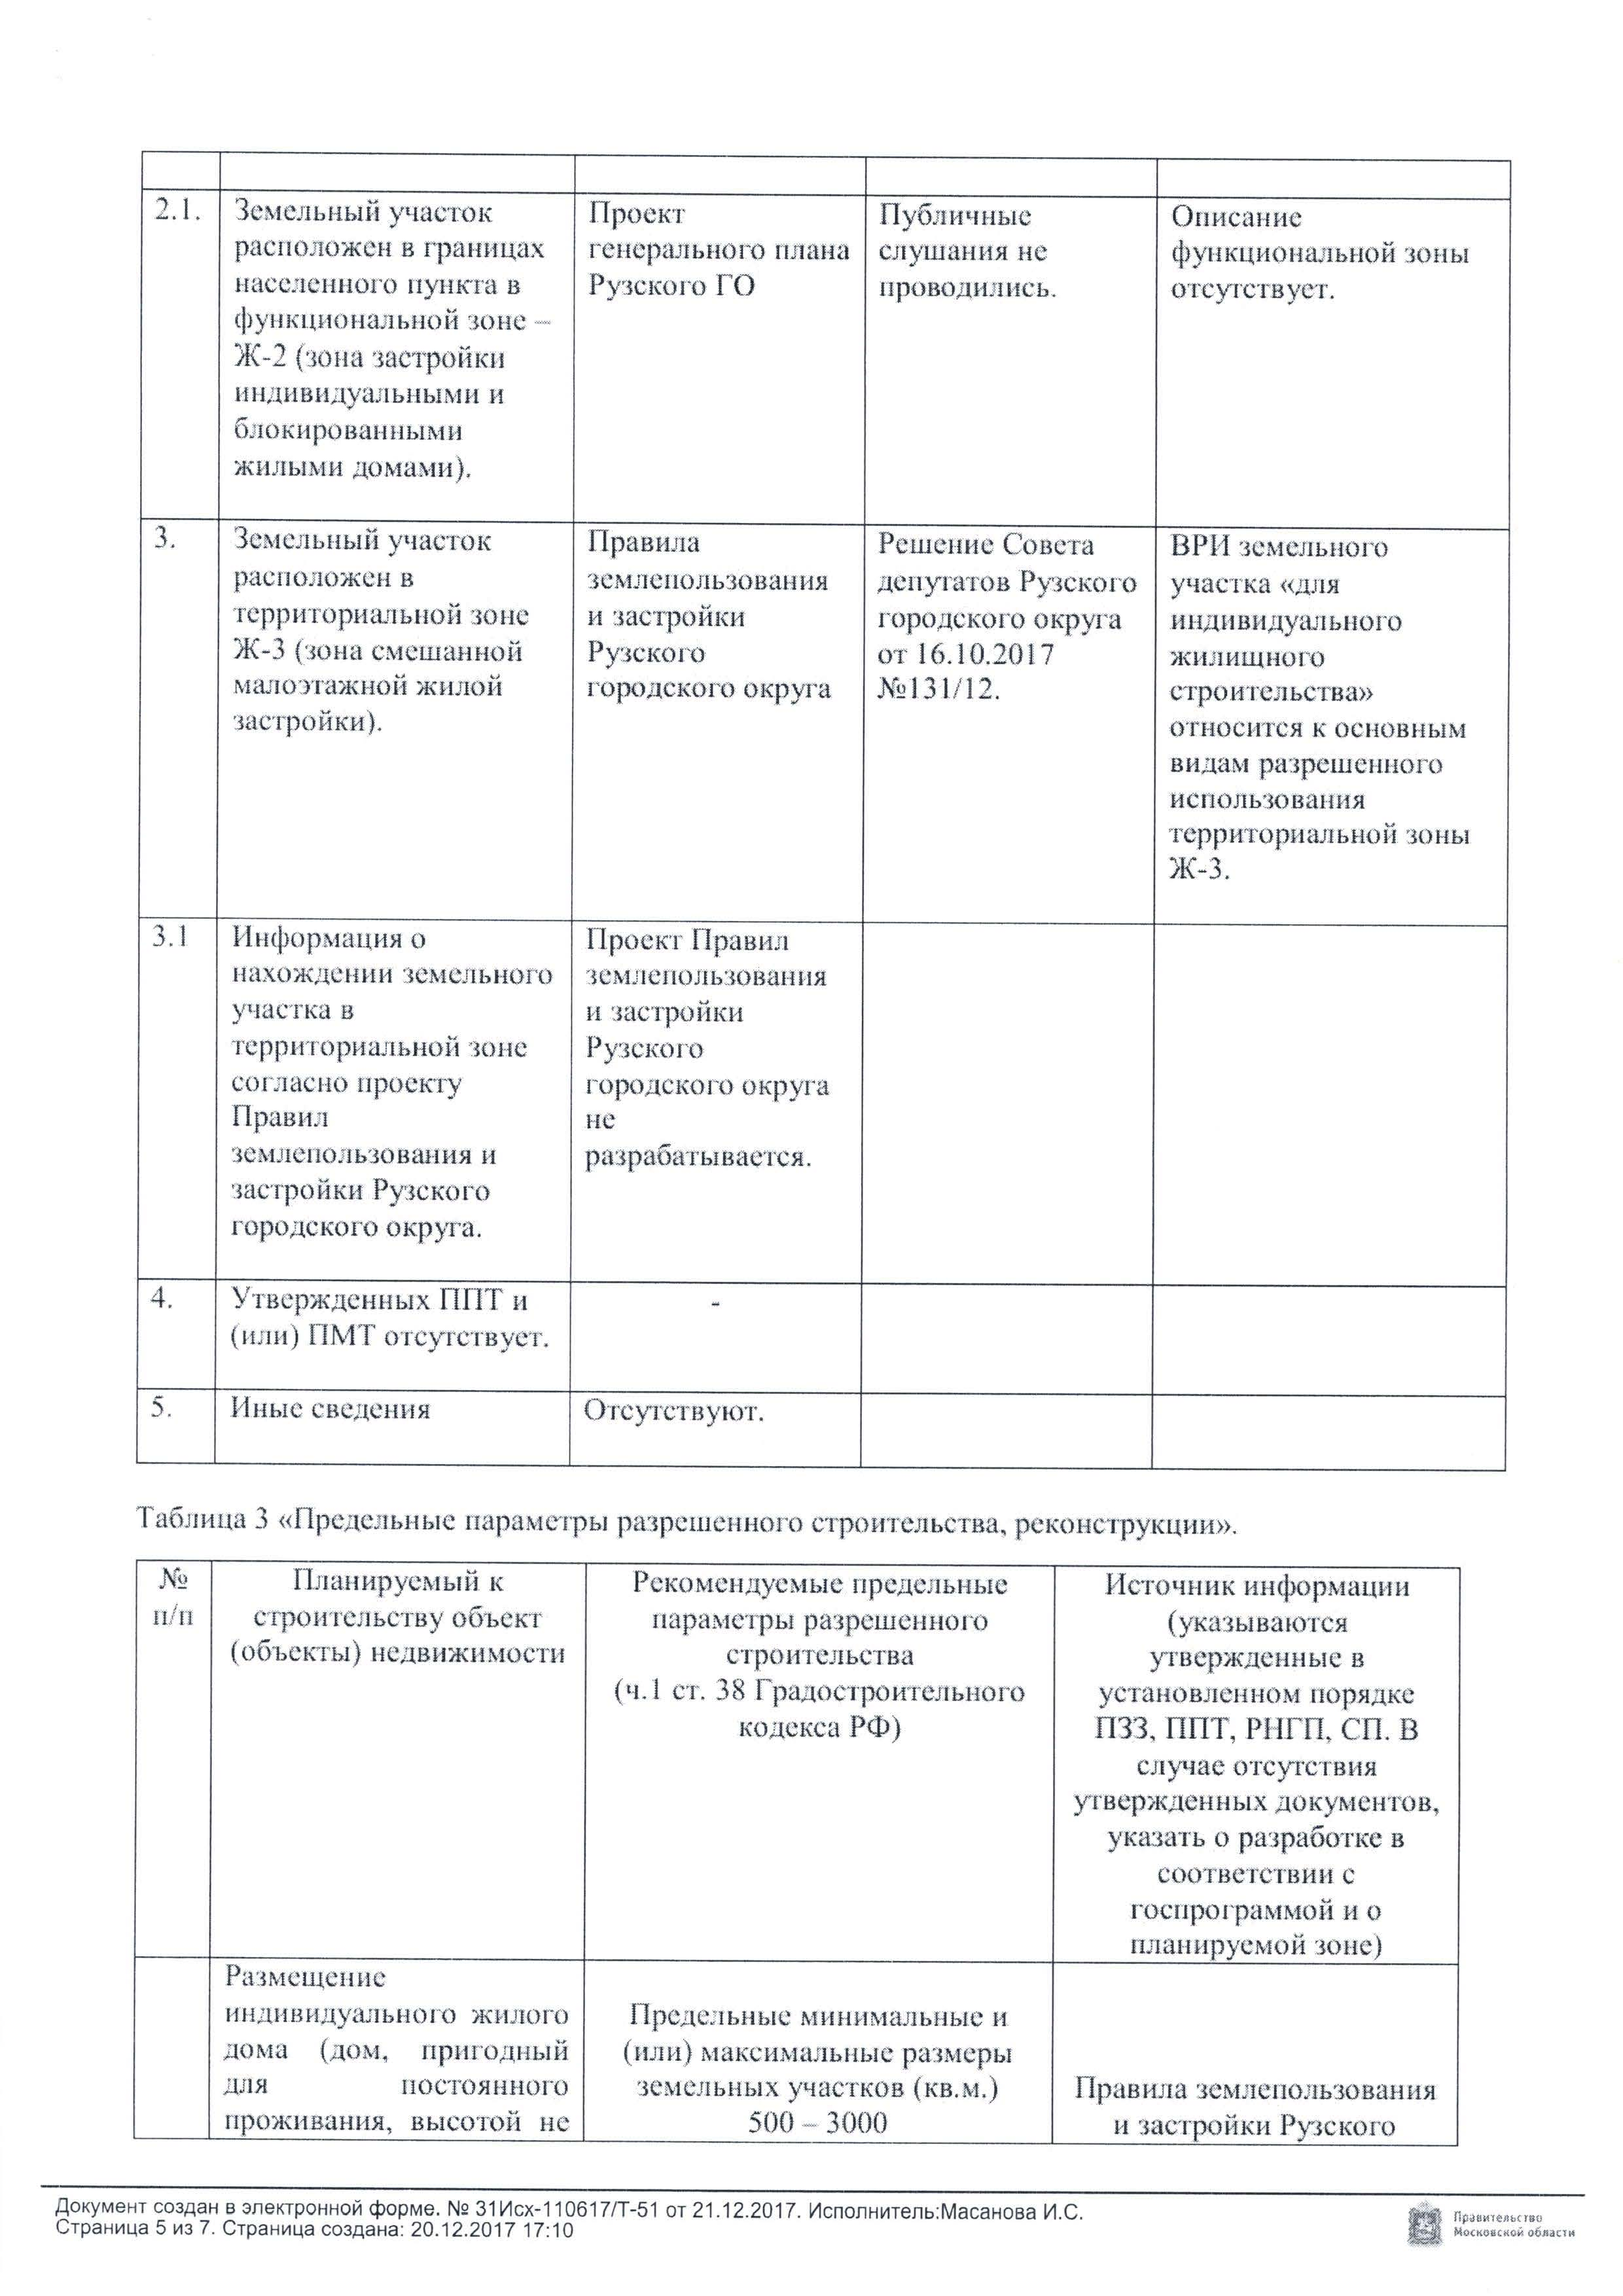 2.1.
Земельный участок
расположен в границах
населенного пункта в
функциональной зоне –
Ж-2 (зона застройки
индивидуальными и
блокированными
жилыми домами).
Проект
генерального плана
Рузского ГО
Публичные
слушания не
проводились.
Описание
функциональной зоны
отсутствует.
3.
Земельный участок
расположен в
территориальной зоне
Ж-3 (зона смешанной
малоэтажной жилой
застройки).
Правила
землепользования
и застройки
Рузского
городского округа
Решение Совета
депутатов Рузского
городского округа
от 16.10.2017
№131/12.
ВРИ земельного
участка «для
индивидуального
жилищного
строительства»
относится к основным
видам разрешенного
использования
территориальной зоны
Ж-3.
3.1
Информация о
нахождении земельного
участка в
территориальной зоне
согласно проекту
Правил
землепользования и
застройки Рузского
городского округа.
Проект Правил
землепользования
и застройки
Рузского
городского округа
не
разрабатывается.
4.
Утвержденных ППТ и
(или) ПМТ отсутствует.
-
5.
Иные сведения
Отсутствуют.
Таблица 3 «Предельные параметры разрешенного строительства, реконструкции».
№
п/п
Планируемый к
строительству объект
(объекты) недвижимости
Рекомендуемые предельные
параметры разрешенного
строительства
(ч.1 ст. 38 Градостроительного
кодекса РФ)
Источник информации
(указываются
утвержденные в
установленном порядке
ПЗЗ, ППТ, РНГП, СП. В
случае отсутствия
утвержденных документов,
указать о разработке в
соответствии с
госпрограммой и о
планируемой зоне)
Размещение
индивидуального жилого
дома (дом, пригодный
для постоянного
проживания, высотой не
Предельные минимальные и
(или) максимальные размеры
земельных участков (кв.м.)
500 – 3000
Правила землепользования
и застройки Рузского
Документ создан в электронной форме. № 31Исх-110617/Т-51 от 21.12.2017. Исполнитель:Масанова И.С.
Страница 5 из 7. Страница создана: 20.12.2017 17:10
Правительство
Московской области